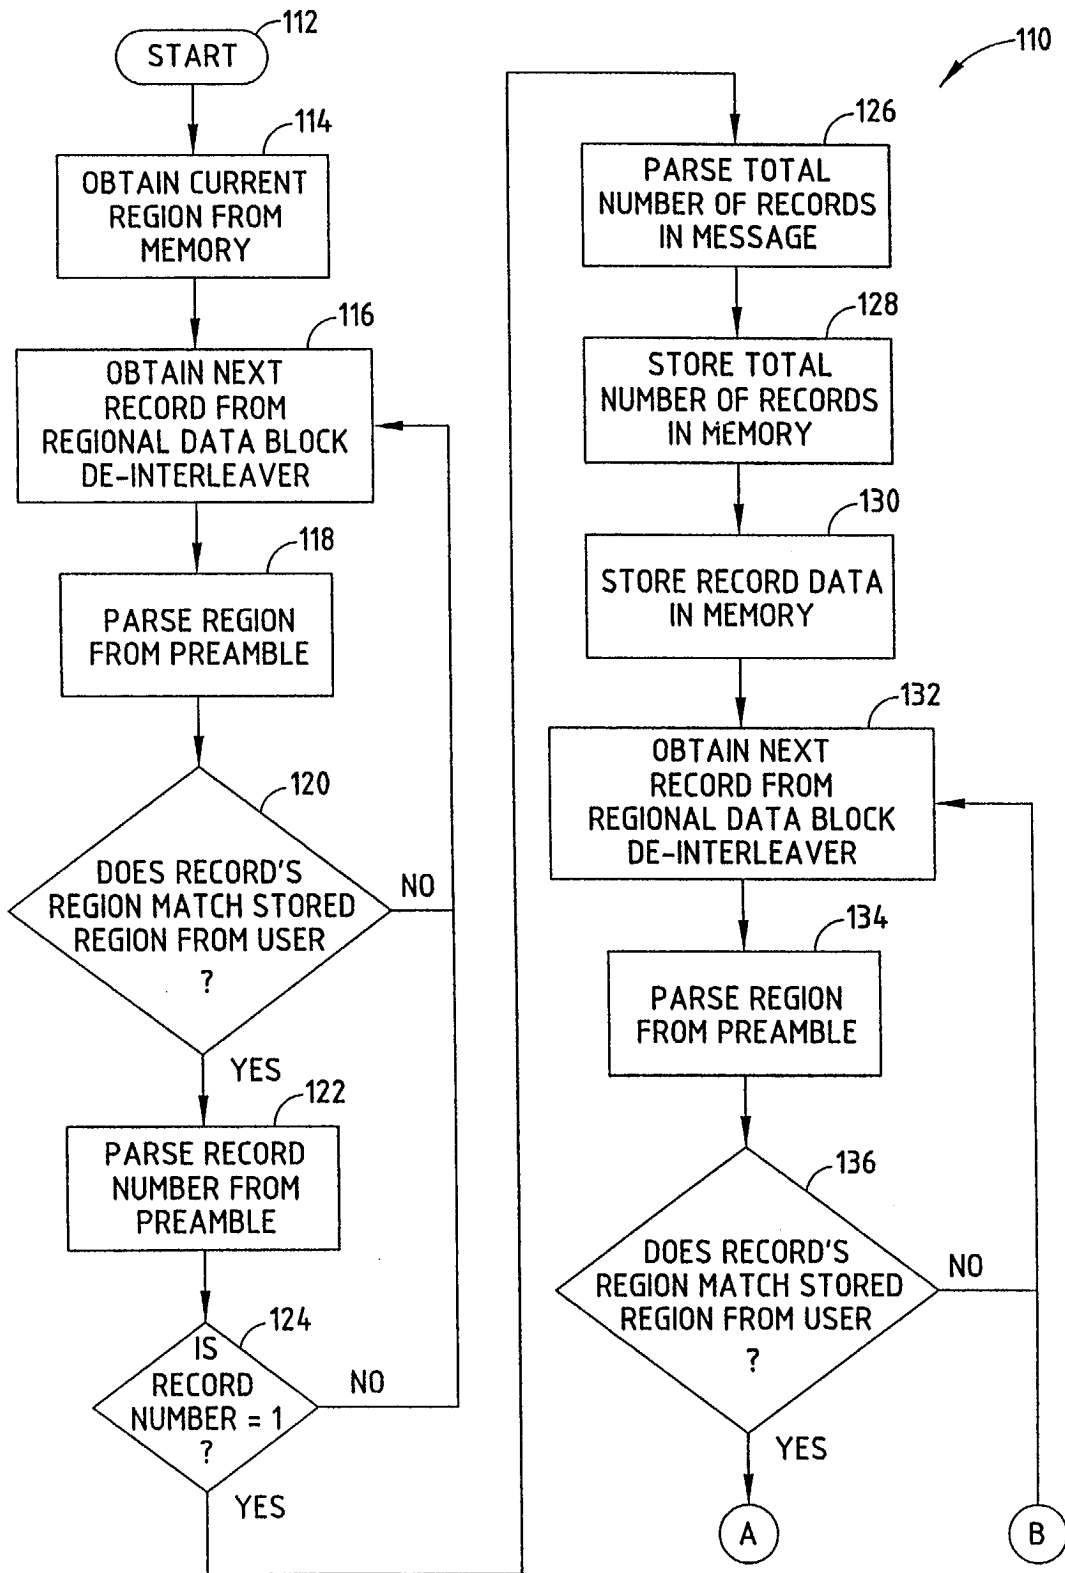 112
START
114
OBTAIN CURRENT
REGION FROM
MEMORY
116
OBTAIN NEXT
RECORD FROM
REGIONAL DATA BLOCK
DE-INTERLEAVER
118
PARSE REGION
FROM PREAMBLE
120
DOES RECORD'S
REGION MATCH STORED
REGION FROM USER
?
NO
YES
122
PARSE RECORD
NUMBER FROM
PREAMBLE
124
IS
RECORD
NUMBER = 1
?
NO
YES
110
126
PARSE TOTAL
NUMBER OF RECORDS
IN MESSAGE
128
STORE TOTAL
NUMBER OF RECORDS
IN MEMORY
130
STORE RECORD DATA
IN MEMORY
132
OBTAIN NEXT
RECORD FROM
REGIONAL DATA BLOCK
DE-INTERLEAVER
134
PARSE REGION
FROM PREAMBLE
136
DOES RECORD'S
REGION MATCH STORED
REGION FROM USER
?
NO
YES
A
B